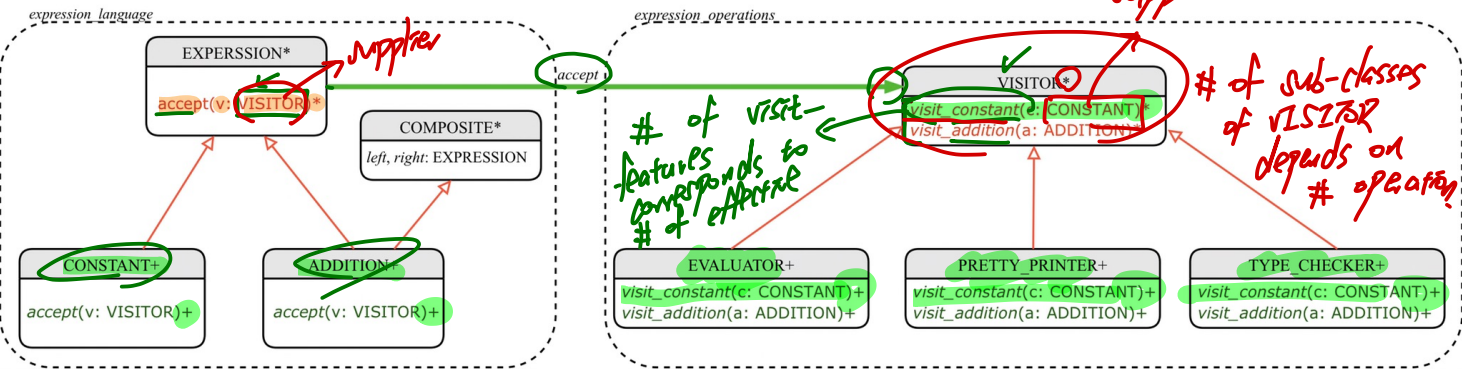 expression_language
EXPERSSION*
accept(v: VISITOR)*
supplier
accept
COMPOSITE*
left, right: EXPRESSION
CONSTANT+
accept(v: VISITOR)+
ADDITION+
accept(v: VISITOR)+
expression_operations
VISITOR*
visit_constant(c: CONSTANT)*
visit_addition(a: ADDITION)*
# of visit-
features
corresponds to
# of effective
# of sub-classes
of VISITOR
depends on
# operation
EVALUATOR+
visit_constant(c: CONSTANT)+
visit_addition(a: ADDITION)+
PRETTY_PRINTER+
visit_constant(c: CONSTANT)+
visit_addition(a: ADDITION)+
TYPE_CHECKER+
visit_constant(c: CONSTANT)+
visit_addition(a: ADDITION)+